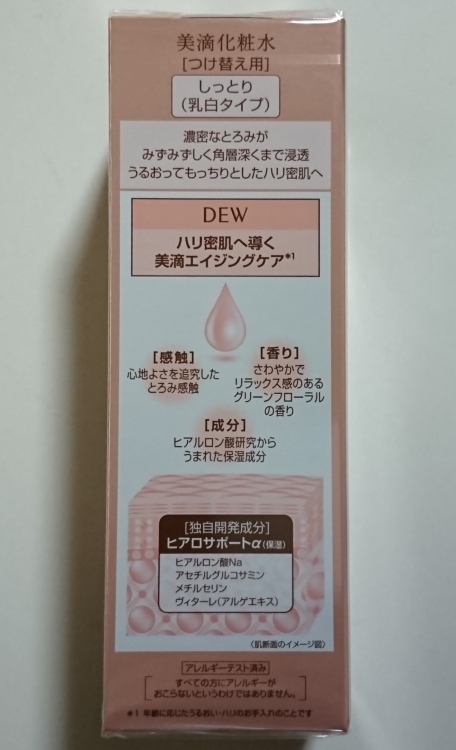 美滴化粧水
[つけ替え用]
しっとり
（乳白タイプ）
濃密なとろみが
みずみずしく角層深くまで浸透
うるおってもっちりとしたハリ密肌へ
DEW
ハリ密肌へ導く
美滴エイジングケア*1
[感触]
心地よさを追究した
とろみ感触
[香り]
さわやかで
リラックス感のある
グリーンフローラル
の香り
[成分]
ヒアルロン酸研究から
うまれた保湿成分
[独自開発成分]
ヒアロサポートα（保湿）
ヒアルロン酸Na
アセチルグルコサミン
メチルセリン
ヴィターレ（アルゲエキス）
（肌断面のイメージ図）
アレルギーテスト済み
すべての方にアレルギーが
おこらないというわけではありません。
*1 年齢に応じたうるおい・ハリのお手入れのことです